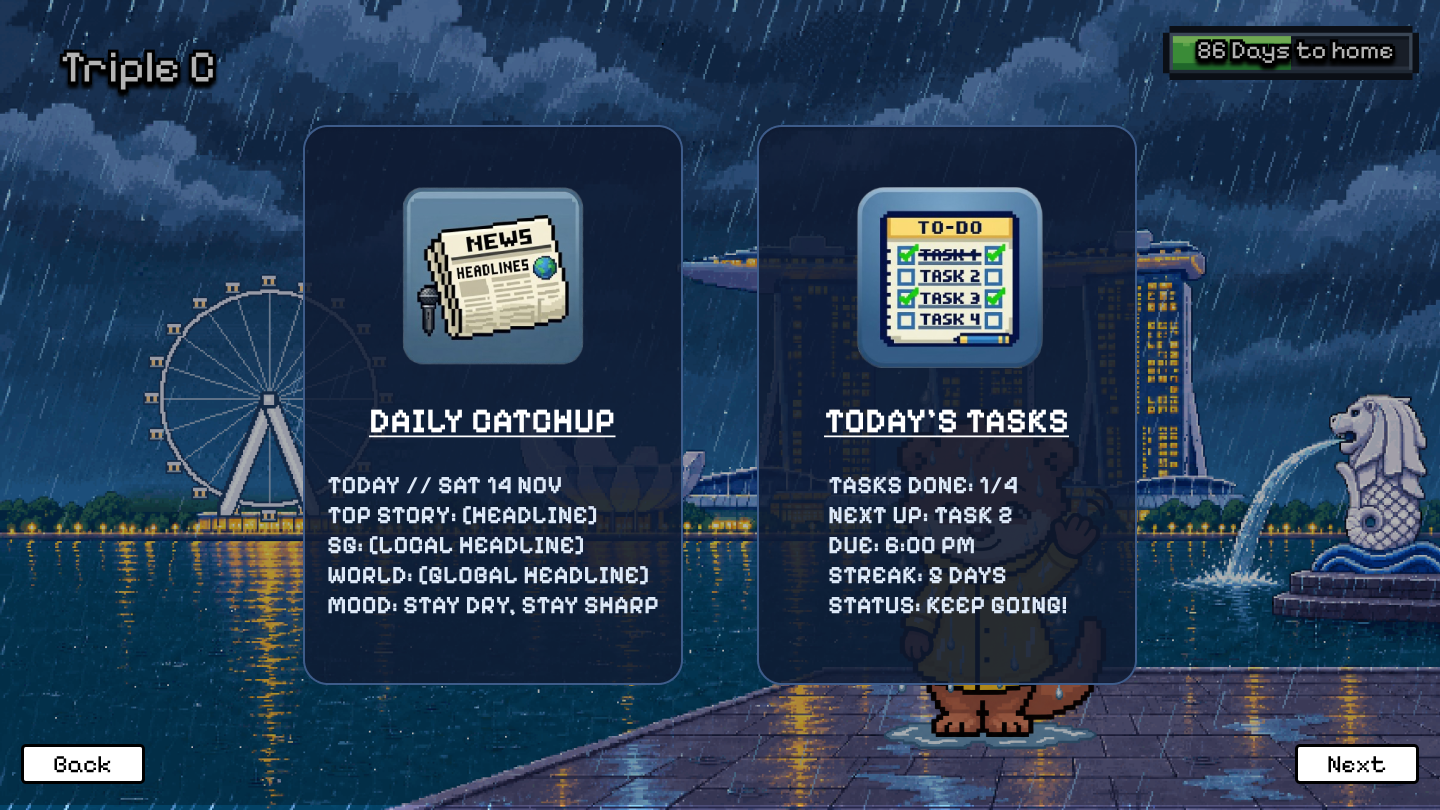 Triple C
86 Days to home
NEWS
HEADLINES
TO-DO
TASK 1
TASK 2
TASK 3
TASK 4
DAILY CATCHUP
TODAY // SAT 14 NOV
TOP STORY: [HEADLINE]
SG: [LOCAL HEADLINE]
WORLD: [GLOBAL HEADLINE]
MOOD: STAY DRY, STAY SHARP
TODAY'S TASKS
TASKS DONE: 1/4
NEXT UP: TASK 2
DUE: 6:00 PM
STREAK: 8 DAYS
STATUS: KEEP GOING!
Back
Next